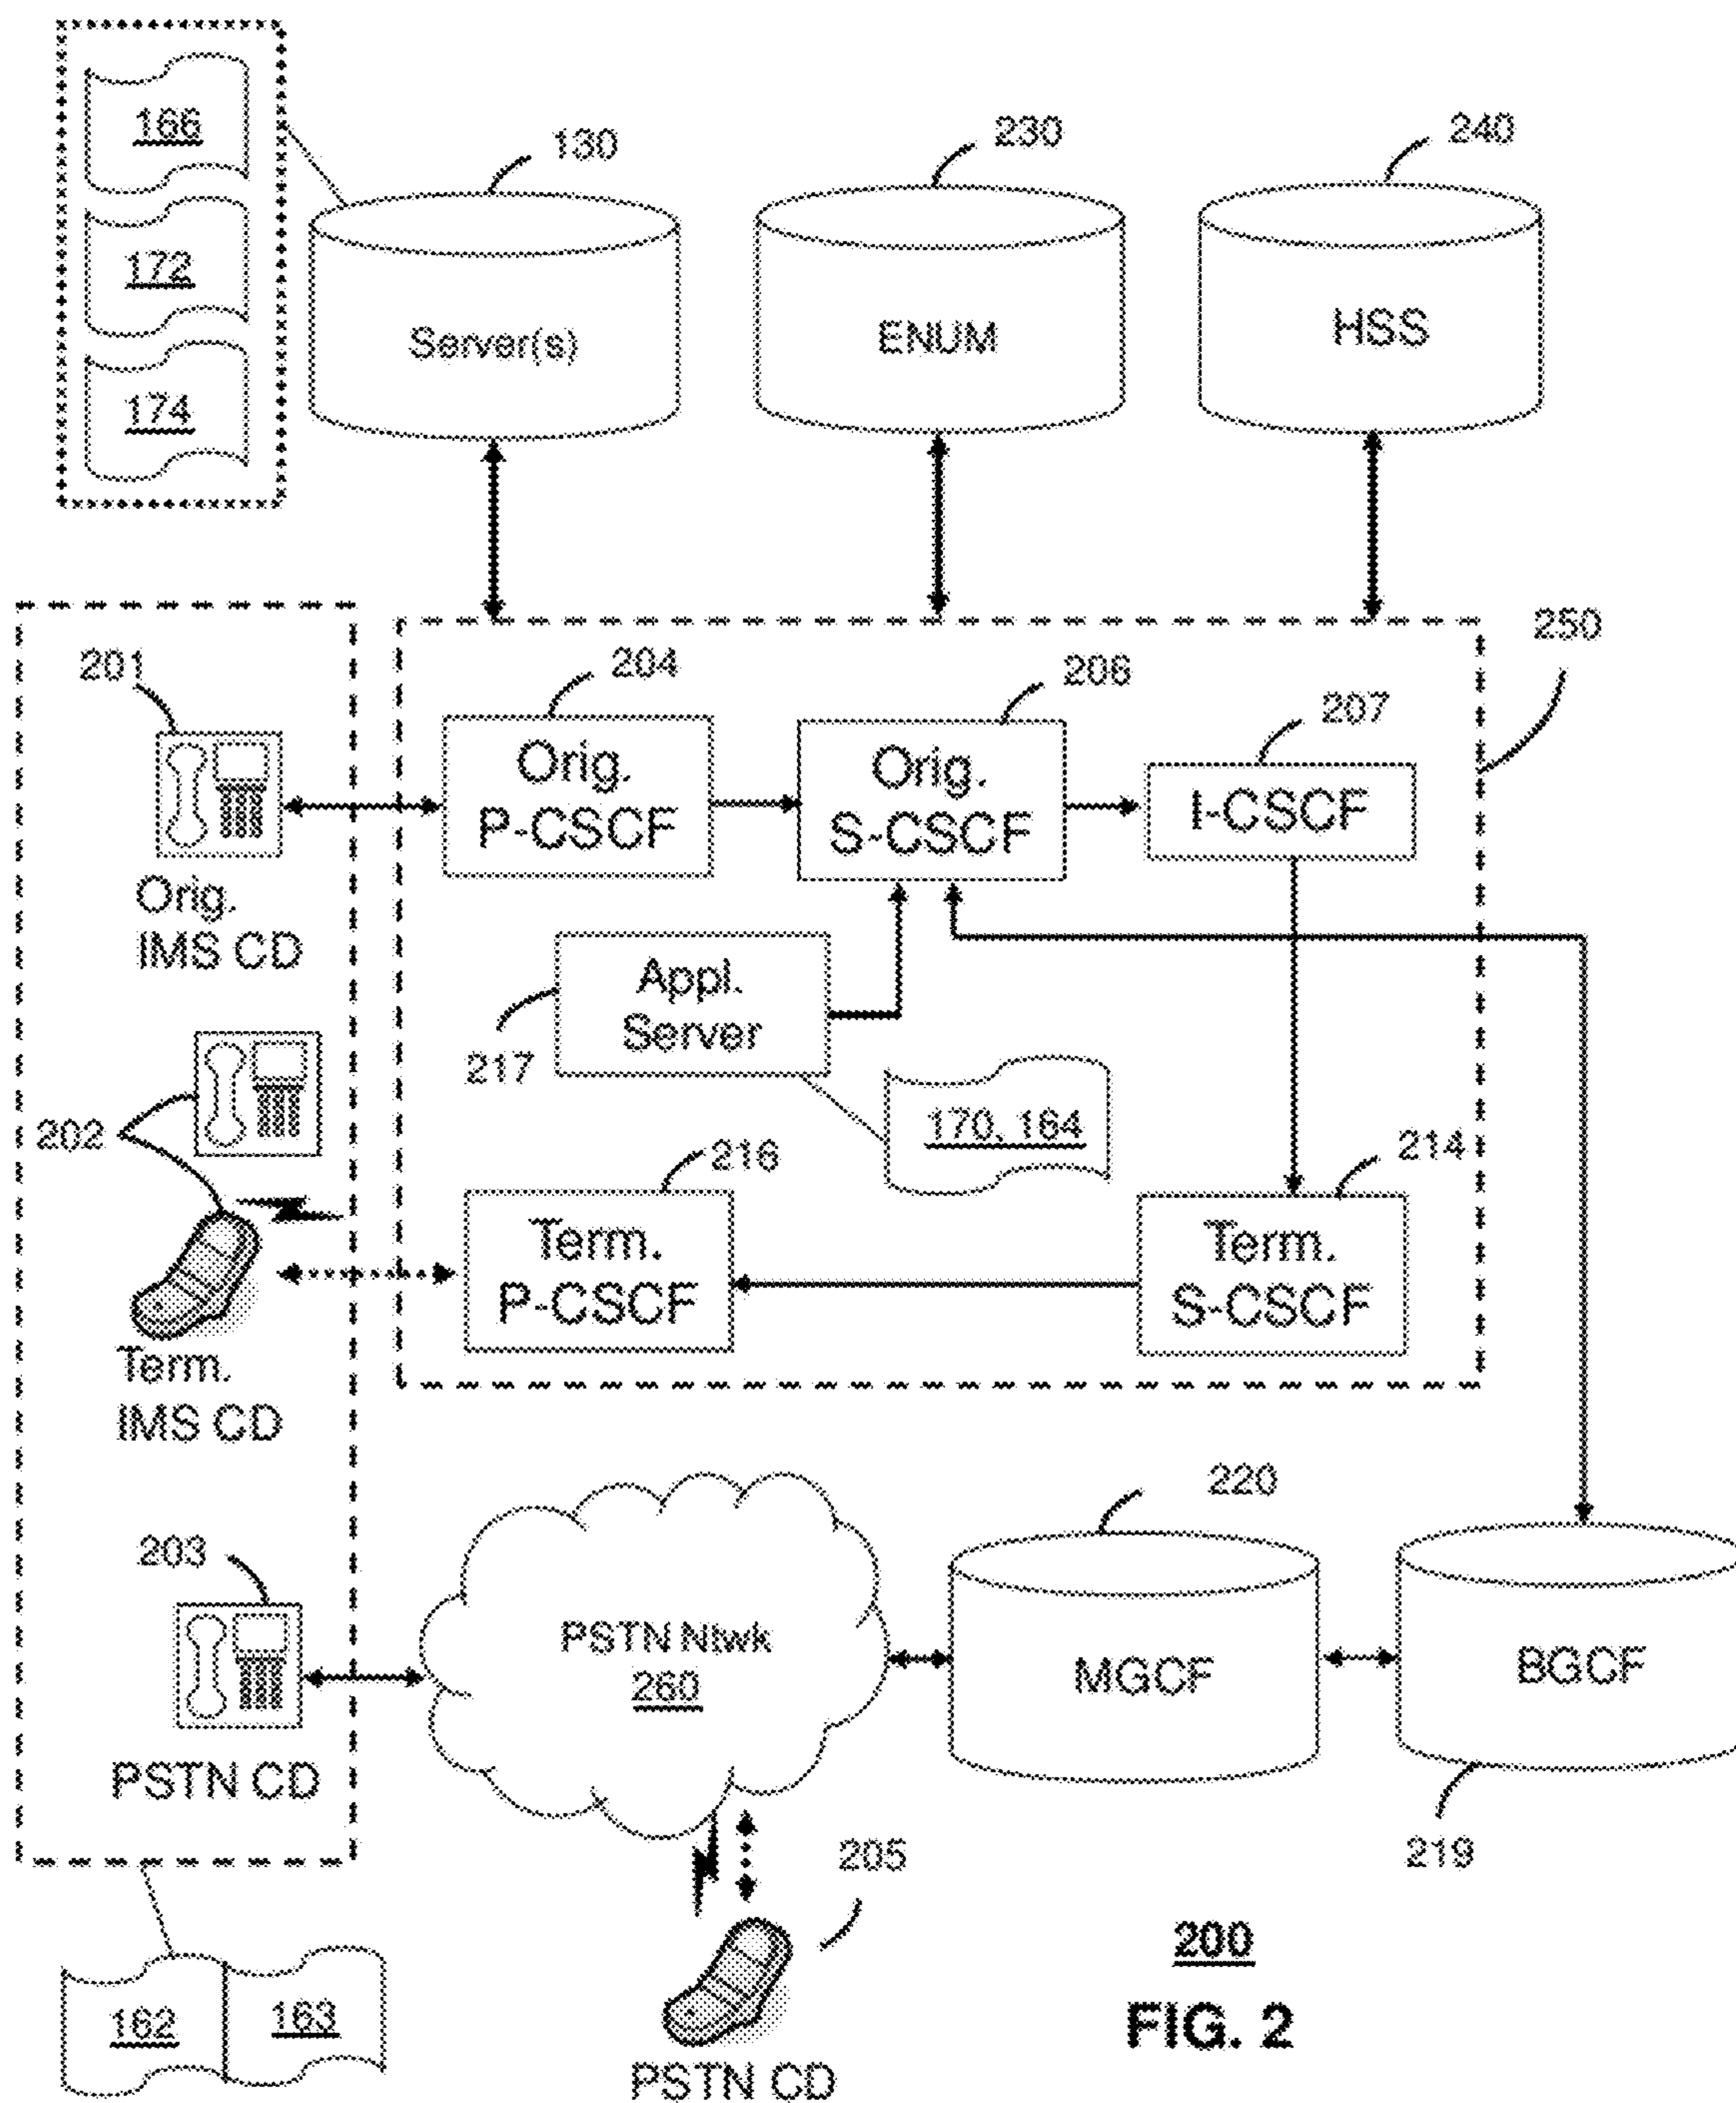 166
172
174
130
Server(s)
230
ENUM
240
HSS
250
201
Orig.
IMS CD
204
Orig.
P-CSCF
206
Orig.
S-CSCF
207
I-CSCF
217
Appl.
Server
170, 164
202
Term.
IMS CD
216
Term.
P-CSCF
214
Term.
S-CSCF
203
PSTN CD
PSTN Ntwk
260
220
MGCF
BGCF
219
205
PSTN CD
162
163
200
FIG. 2